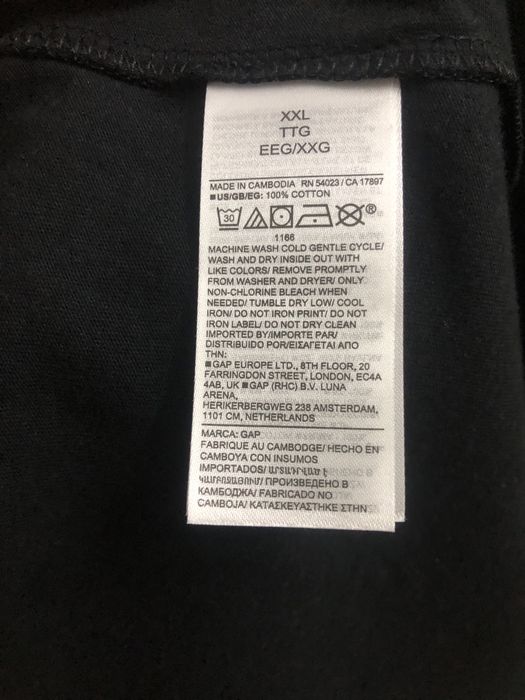 XXL
TTG
EEG/XXG
MADE IN CAMBODIA RN 54023 / CA 17897
■US/GB/EG: 100% COTTON
30 ®
1166
MACHINE WASH COLD GENTLE CYCLE/
WASH AND DRY INSIDE OUT WITH
LIKE COLORS/ REMOVE PROMPTLY
FROM WASHER AND DRYER/ ONLY
NON-CHLORINE BLEACH WHEN
NEEDED/ TUMBLE DRY LOW/ COOL
IRON/ DO NOT IRON PRINT/ DO NOT
IRON LABEL/ DO NOT DRY CLEAN
IMPORTED BY/IMPORTE PAR/
DISTRIBUIDO POR/ΕΙΣΑΓΕΤΑΙ ΑΠΟ
ΤΗΝ:
■GAP EUROPE LTD., 8TH FLOOR, 20
FARRINGDON STREET, LONDON, EC4A
4AB, UK ■GAP (RHC) B.V. LUNA
ARENA,
HERIKERBERGWEG 238 AMSTERDAM,
1101 CM, NETHERLANDS
MARCA: GAP
FABRIQUE AU CAMBODGE/ HECHO EN
CAMBOYA CON INSUMOS
IMPORTADOS/ ԱՐՏԱԴՐՎԱԾ Է
ԿԱՄԲՈՋԱՅՈՒՄ/ ПРОИЗВЕДЕНО В
КАМБОДЖА/ FABRICADO NO
CAMBOJA/ ΚΑΤΑΣΚΕΥΑΣΤΗΚΕ ΣΤΗΝ